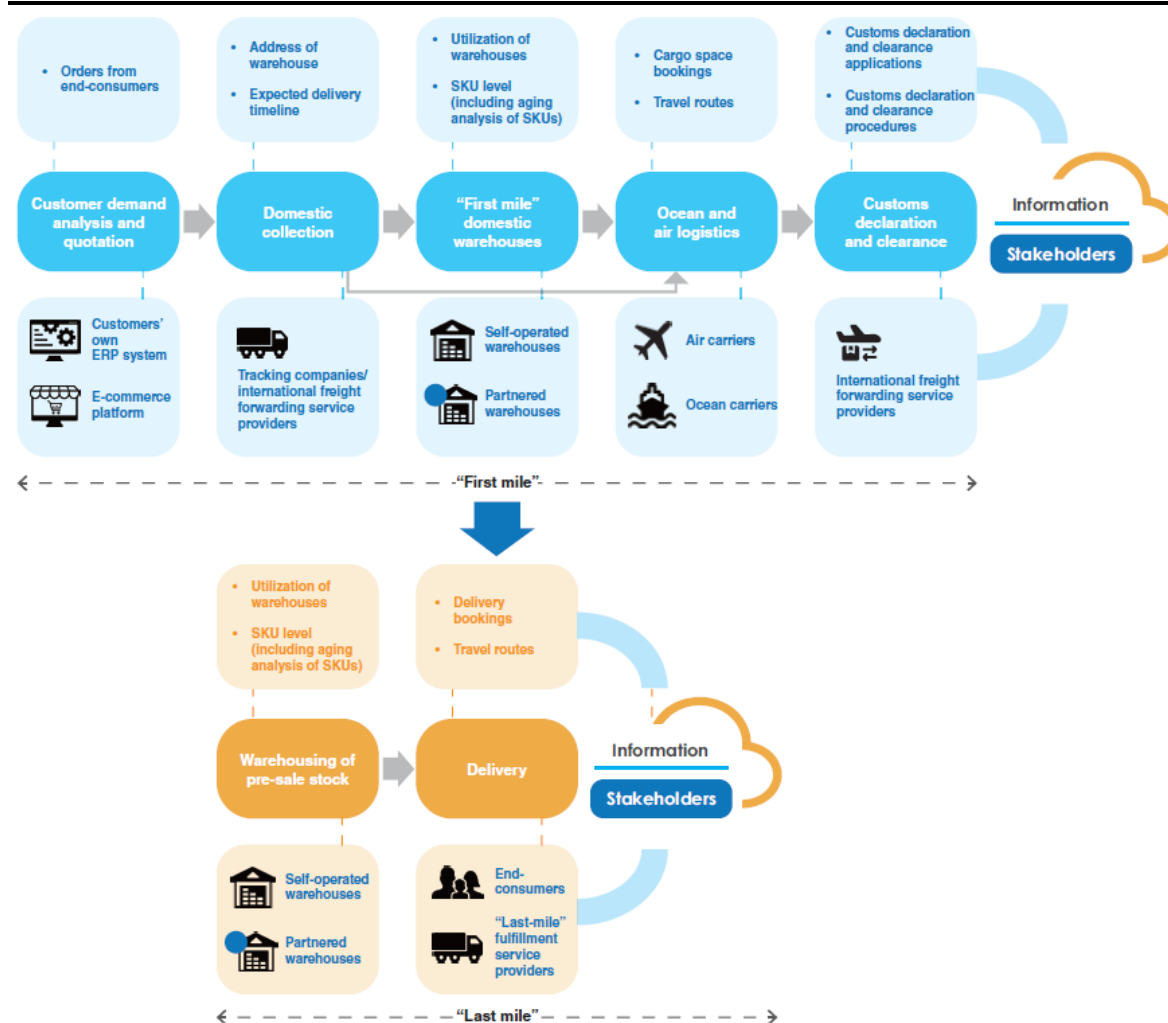 • Orders from
end-consumers
• Address of
warehouse
• Expected delivery
timeline
• Utilization of
warehouses
• SKU level
(including aging
analysis of SKUs)
• Cargo space
bookings
• Travel routes
• Customs declaration
and clearance
applications
• Customs declaration
and clearance
procedures
Customer demand
analysis and
quotation
Domestic
collection
“First mile”
domestic
warehouses
Ocean and
air logistics
Customs
declaration
and clearance
Information
Stakeholders
Customers’
own
ERP system
E-commerce
platform
Tracking companies/
international freight
forwarding service
providers
Self-operated
warehouses
Partnered
warehouses
Air carriers
Ocean carriers
International freight
forwarding service
providers
“First mile”
• Utilization of
warehouses
• SKU level
(including aging
analysis of SKUs)
• Delivery
bookings
• Travel routes
Warehousing of
pre-sale stock
Delivery
Information
Stakeholders
Self-operated
warehouses
Partnered
warehouses
End-
consumers
“Last-mile”
fulfillment
service
providers
“Last mile”